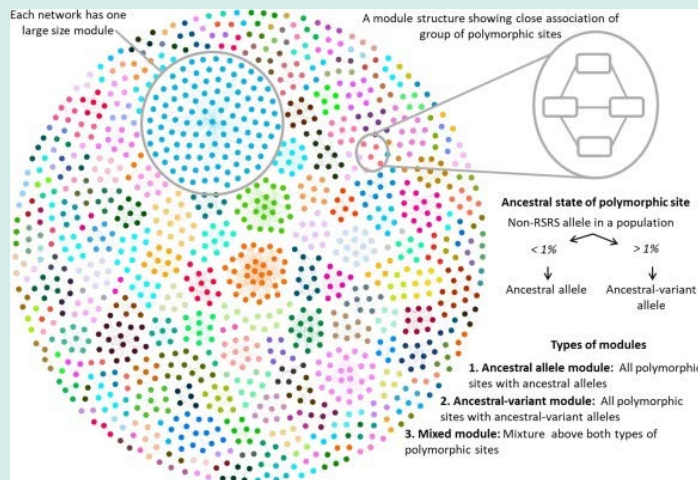 Each network has one
large size module
A module structure showing close association of
group of polymorphic sites
Ancestral state of polymorphic site
Non-RSRS allele in a population
< 1%
> 1%
Ancestral allele
Ancestral-variant
allele
Types of modules
1. Ancestral allele module: All polymorphic
sites with ancestral alleles
2. Ancestral-variant module: All polymorphic
sites with ancestral-variant alleles
3. Mixed module: Mixture above both types of
polymorphic sites